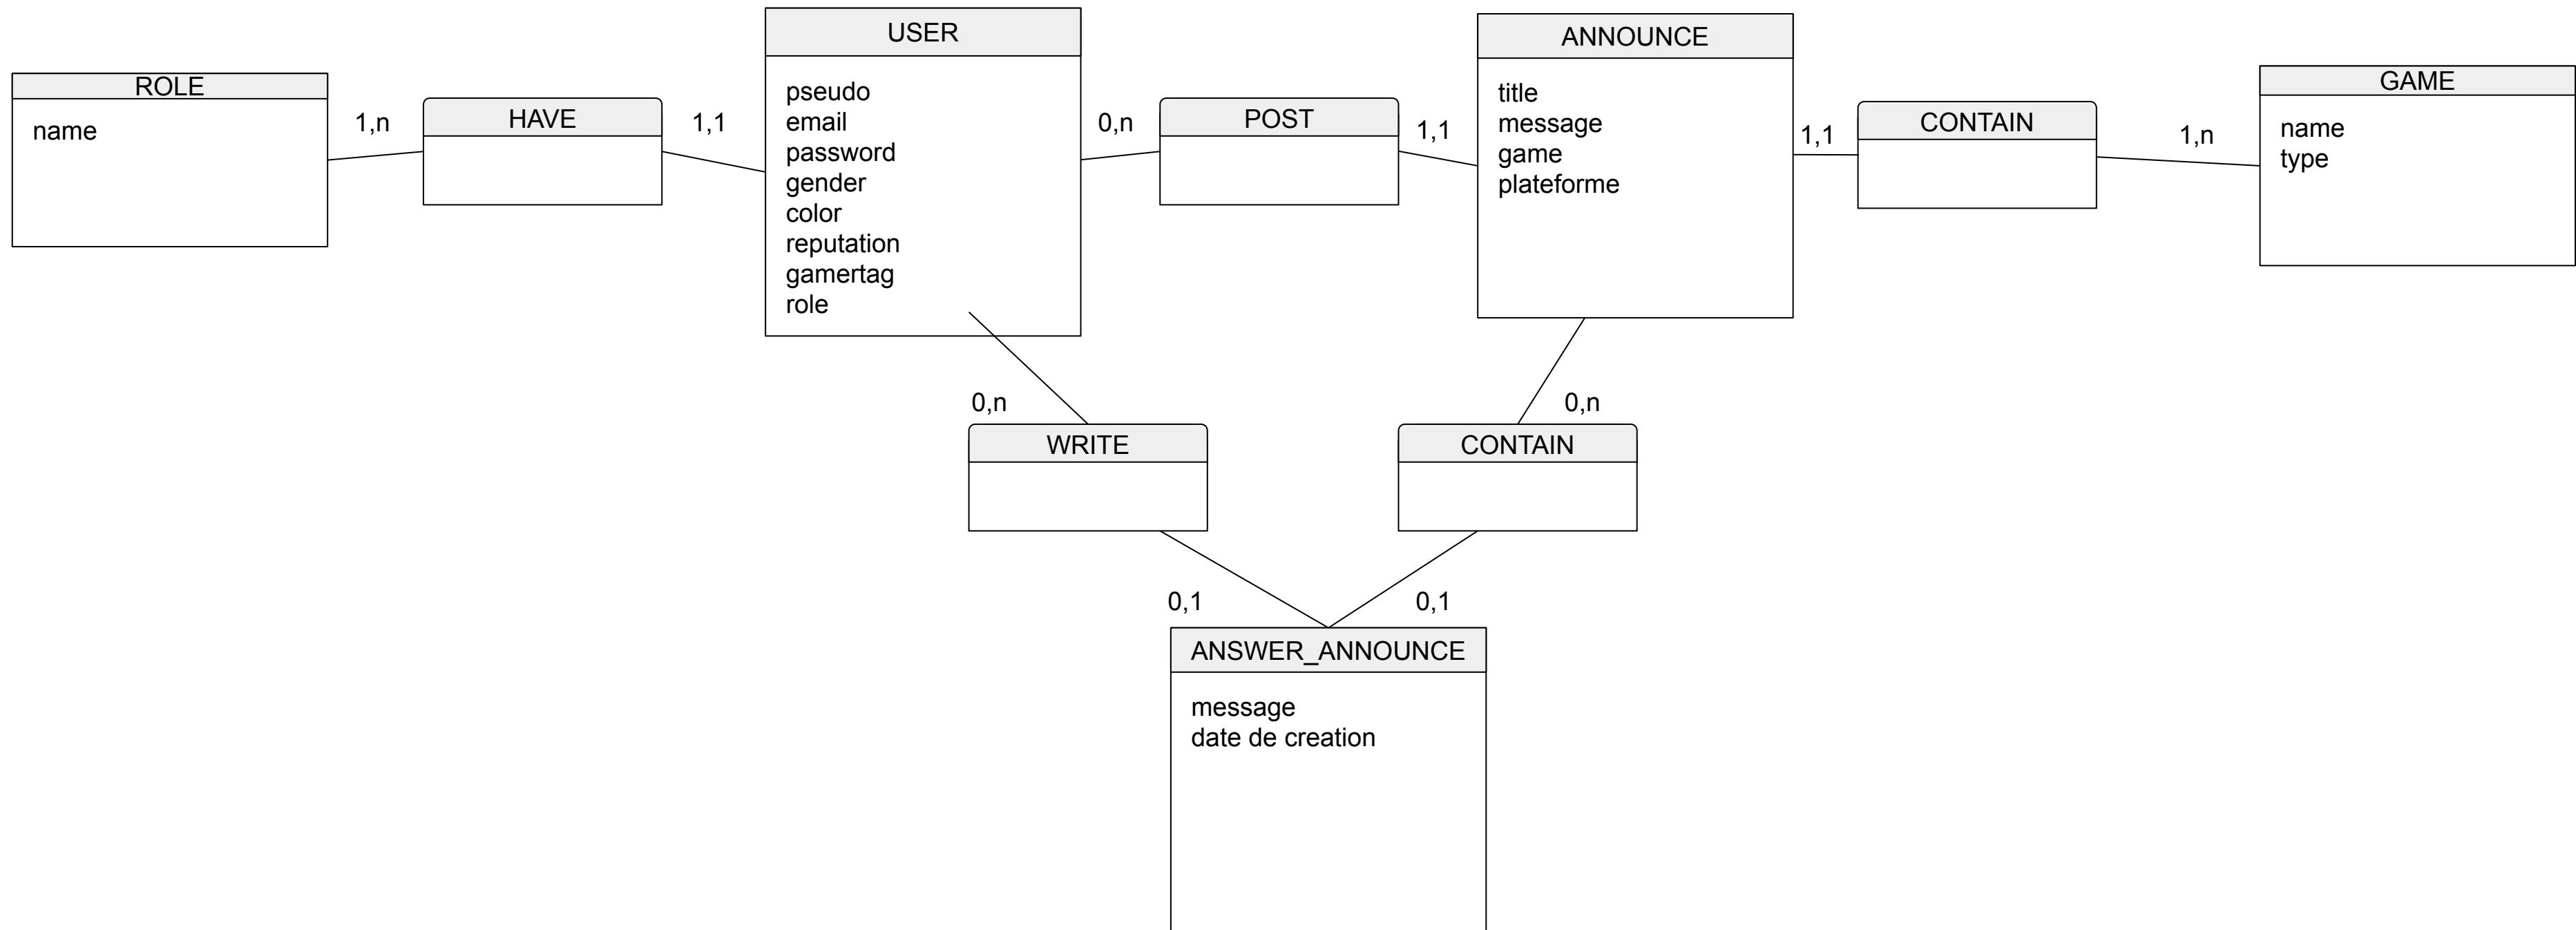 ROLE
name
1,n
HAVE
1,1
USER
pseudo
email
password
gender
color
reputation
gamertag
role
0,n
POST
1,1
ANNOUNCE
title
message
game
plateforme
1,1
CONTAIN
1,n
GAME
name
type
0,n
WRITE
0,n
CONTAIN
0,1
0,1
ANSWER_ANNOUNCE
message
date de creation